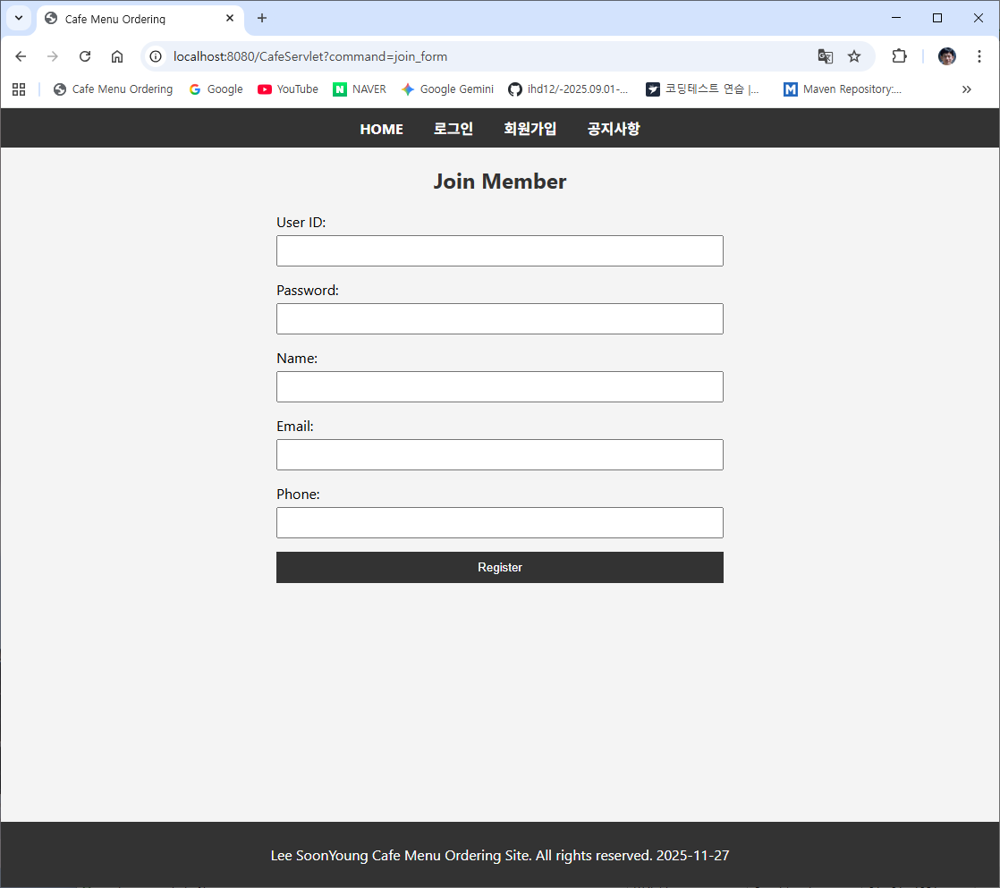 Cafe Menu Ordering
localhost:8080/CafeServlet?command=join_form
Cafe Menu Ordering Google YouTube NAVER Google Gemini ihd12/-2025.09.01-... 코딩테스트 연습 |... Maven Repository:...
HOME 로그인 회원가입 공지사항
Join Member
User ID:
Password:
Name:
Email:
Phone:
Register
Lee SoonYoung Cafe Menu Ordering Site. All rights reserved. 2025-11-27